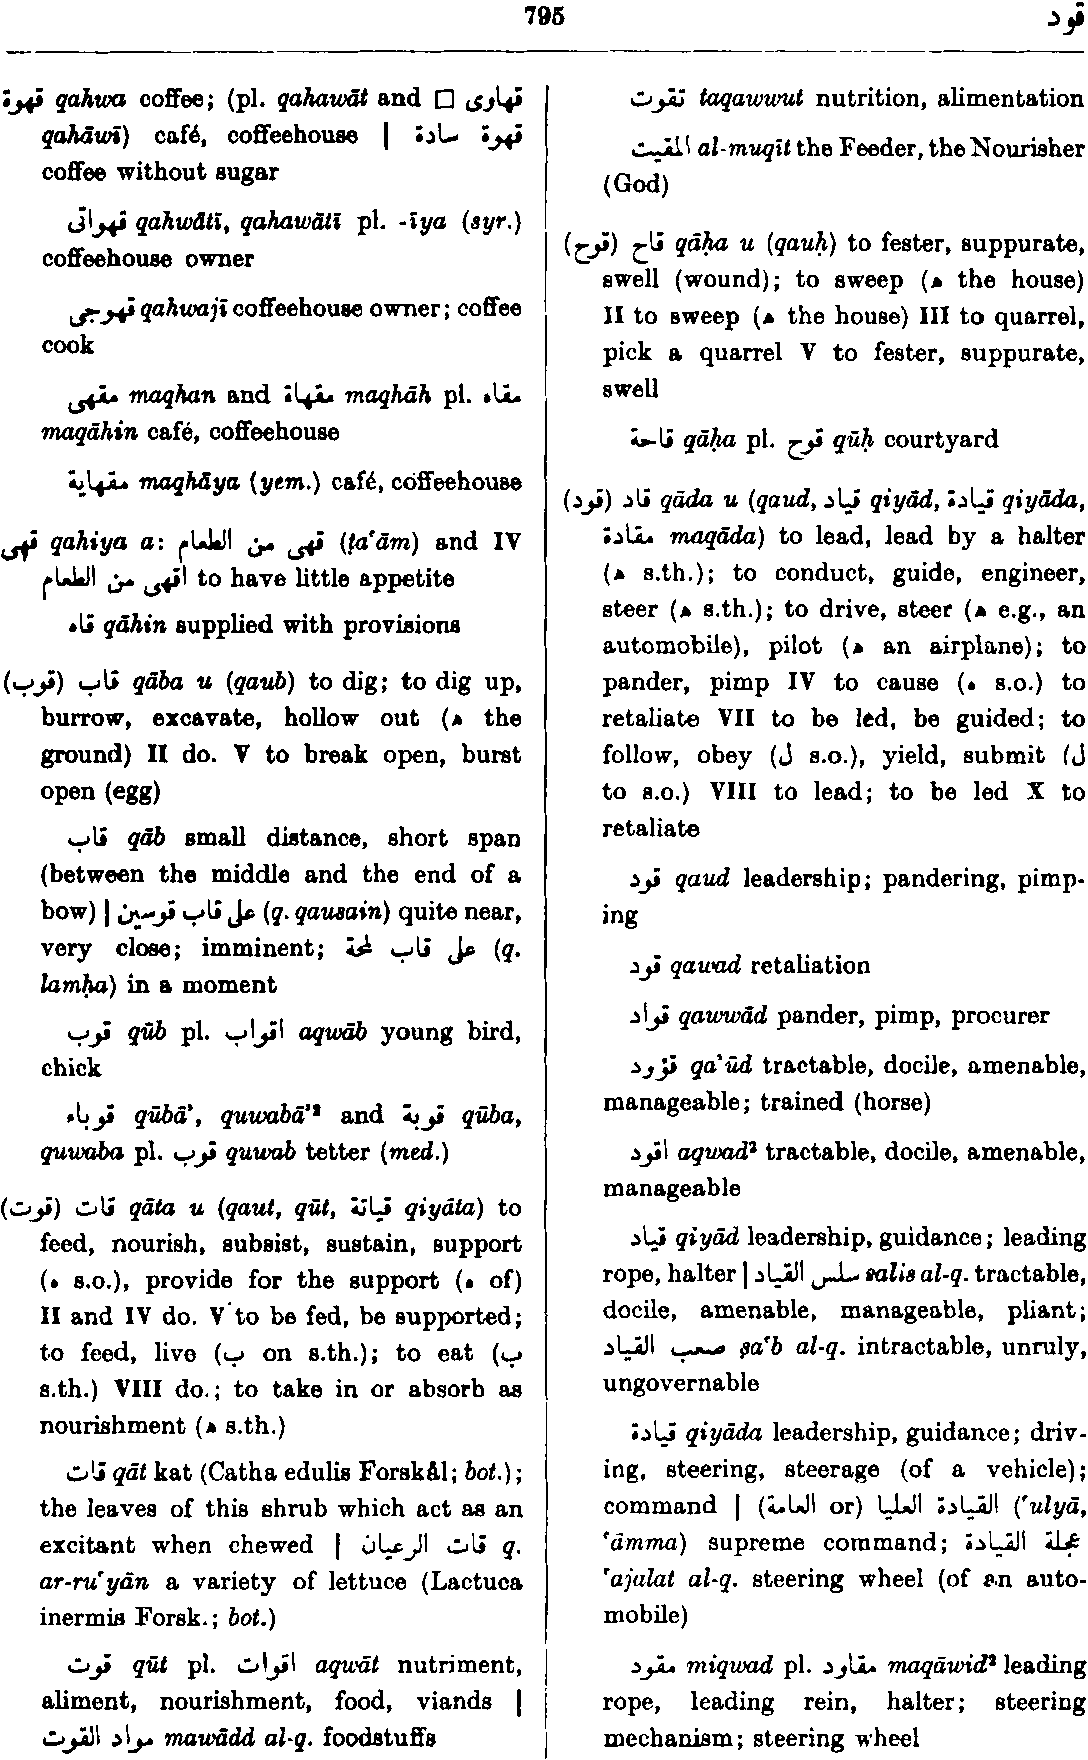 795
قود
قهوة qahwa coffee; (pl. qahawāt and □ قهاوى
qahāwī) café, coffeehouse | قهوة سادة
coffee without sugar
قهواتى qahwātī, qahawātī pl. -īya (syr.)
coffeehouse owner
قهوجى qahwajī coffeehouse owner; coffee
cook
مقهى maqhan and مقهاة maqhāh pl. مقاه
maqāhin café, coffeehouse
مقهاية maqhāya (yem.) café, coffeehouse
قهى qahiya a: قهى من الطعام (ṭa‘ām) and IV
اقهى من الطعام to have little appetite
قاه qāhin supplied with provisions
(قوب) قاب qāba u (qaub) to dig; to dig up,
burrow, excavate, hollow out (ه the
ground) II do. V to break open, burst
open (egg)
قاب qāb small distance, short span
(between the middle and the end of a
bow) | على قاب قوسين (q. qausain) quite near,
very close; imminent; على قاب لمحة (q.
lamḥa) in a moment
قوب qūb pl. اقواب aqwāb young bird,
chick
قوباء qūbā’, quwabā’² and قوبة qūba,
quwaba pl. قوب quwab tetter (med.)
(قوت) قات qāta u (qaut, qūt, قياتة qiyāta) to
feed, nourish, subsist, sustain, support
(ه s.o.), provide for the support (ه of)
II and IV do. V to be fed, be supported;
to feed, live (ب on s.th.); to eat (ب
s.th.) VIII do.; to take in or absorb as
nourishment (ه s.th.)
قات qāt kat (Catha edulis Forskål; bot.);
the leaves of this shrub which act as an
excitant when chewed | قات الرعيان q.
ar-ru‘yān a variety of lettuce (Lactuca
inermis Forsk.; bot.)
قوت qūt pl. اقوات aqwāt nutriment,
aliment, nourishment, food, viands |
مواد القوت mawādd al-q. foodstuffs
تقوت taqawwut nutrition, alimentation
المقيت al-muqīt the Feeder, the Nourisher
(God)
(قوح) قاح qāḥa u (qauḥ) to fester, suppurate,
swell (wound); to sweep (ه the house)
II to sweep (ه the house) III to quarrel,
pick a quarrel V to fester, suppurate,
swell
قاحة qāḥa pl. قوح qūḥ courtyard
(قود) قاد qāda u (qaud, قياد qiyād, قيادة qiyāda,
مقادة maqāda) to lead, lead by a halter
(ه s.th.); to conduct, guide, engineer,
steer (ه s.th.); to drive, steer (ه e.g., an
automobile), pilot (ه an airplane); to
pander, pimp IV to cause (ه s.o.) to
retaliate VII to be led, be guided; to
follow, obey (ل s.o.), yield, submit (ل
to s.o.) VIII to lead; to be led X to
retaliate
قود qaud leadership; pandering, pimp-
ing
قود qawad retaliation
قواد qawwād pander, pimp, procurer
قؤود qa’ūd tractable, docile, amenable,
manageable; trained (horse)
اقود aqwad² tractable, docile, amenable,
manageable
قياد qiyād leadership, guidance; leading
rope, halter | سلس القياد salis al-q. tractable,
docile, amenable, manageable, pliant;
صعب القياد ṣa‘b al-q. intractable, unruly,
ungovernable
قيادة qiyāda leadership, guidance; driv-
ing, steering, steerage (of a vehicle);
command | القيادة العليا (or العامة) (‘ulyā,
‘āmma) supreme command; عجلة القيادة
‘ajalat al-q. steering wheel (of an auto-
mobile)
مقود miqwad pl. مقاود maqāwid² leading
rope, leading rein, halter; steering
mechanism; steering wheel